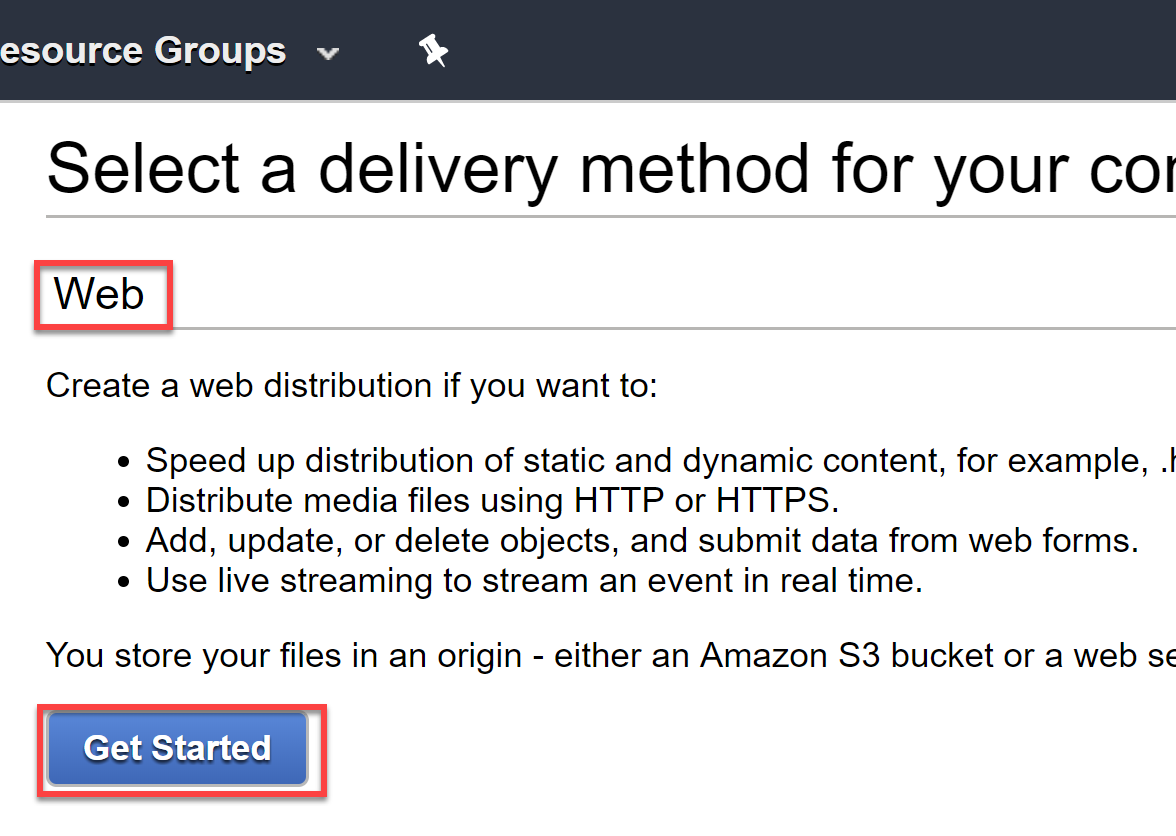 esource Groups
Select a delivery method for your
Web
Create a web distribution if you want to:
• Speed up distribution of static and dynamic content, for example,
• Distribute media files using HTTP or HTTPS.
• Add, update, or delete objects, and submit data from web forms.
• Use live streaming to stream an event in real time.
You store your files in an origin - either an Amazon S3 bucket or a web
Get Started